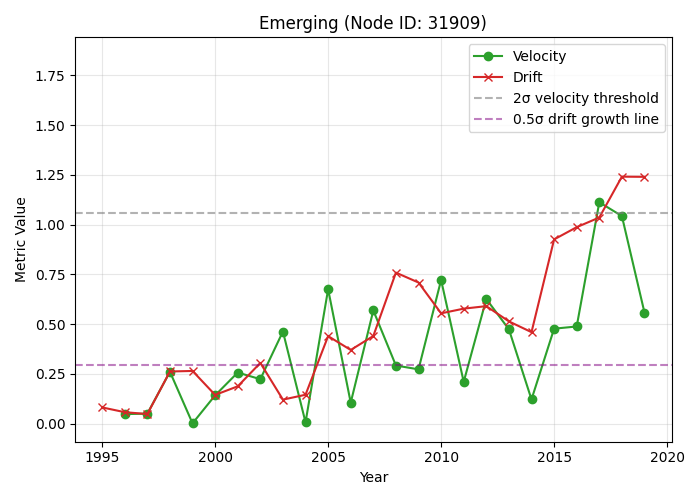 Emerging (Node ID: 31909)
Velocity
Drift
2σ velocity threshold
0.5σ drift growth line
Metric Value
1.75
1.50
1.25
1.00
0.75
0.50
0.25
0.00
1995 2000 2005 2010 2015 2020
Year